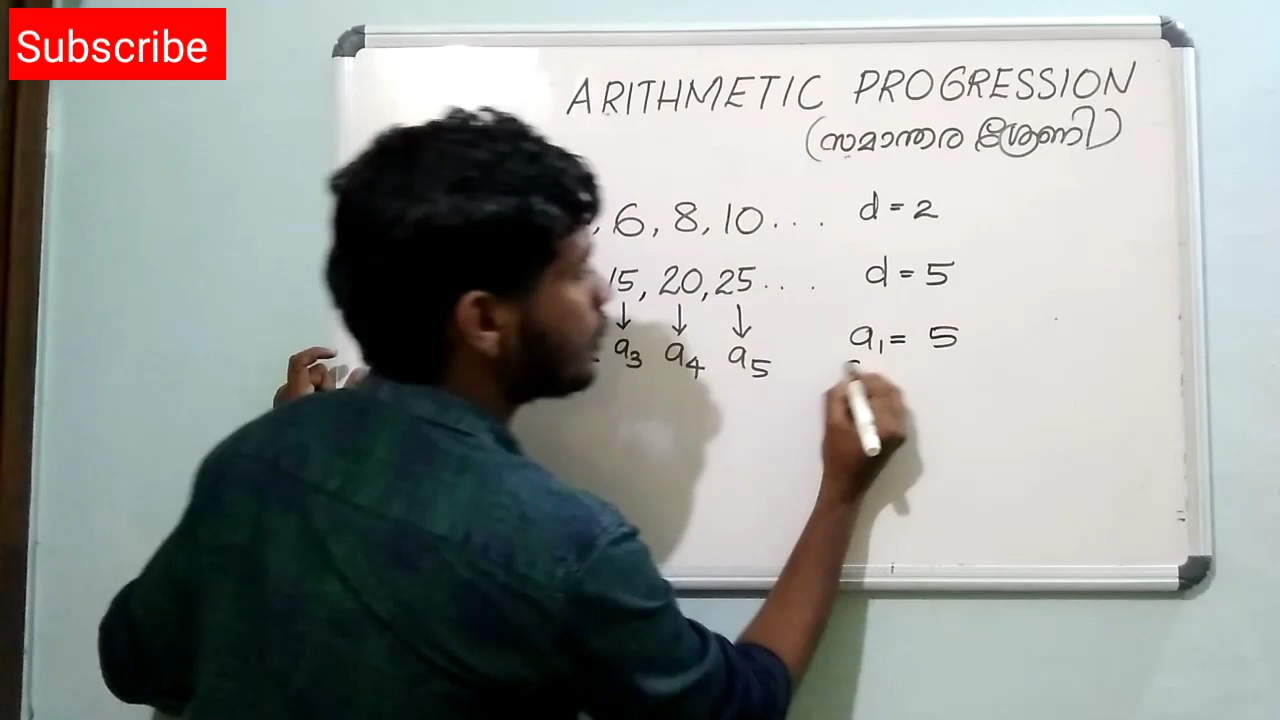 Subscribe
ARITHMETIC PROGRESSION
(സമാന്തര ശ്രേണി)
, 6, 8, 10 . . . d = 2
15, 20, 25 . . . d = 5
a3 a4 a5 a1 = 5